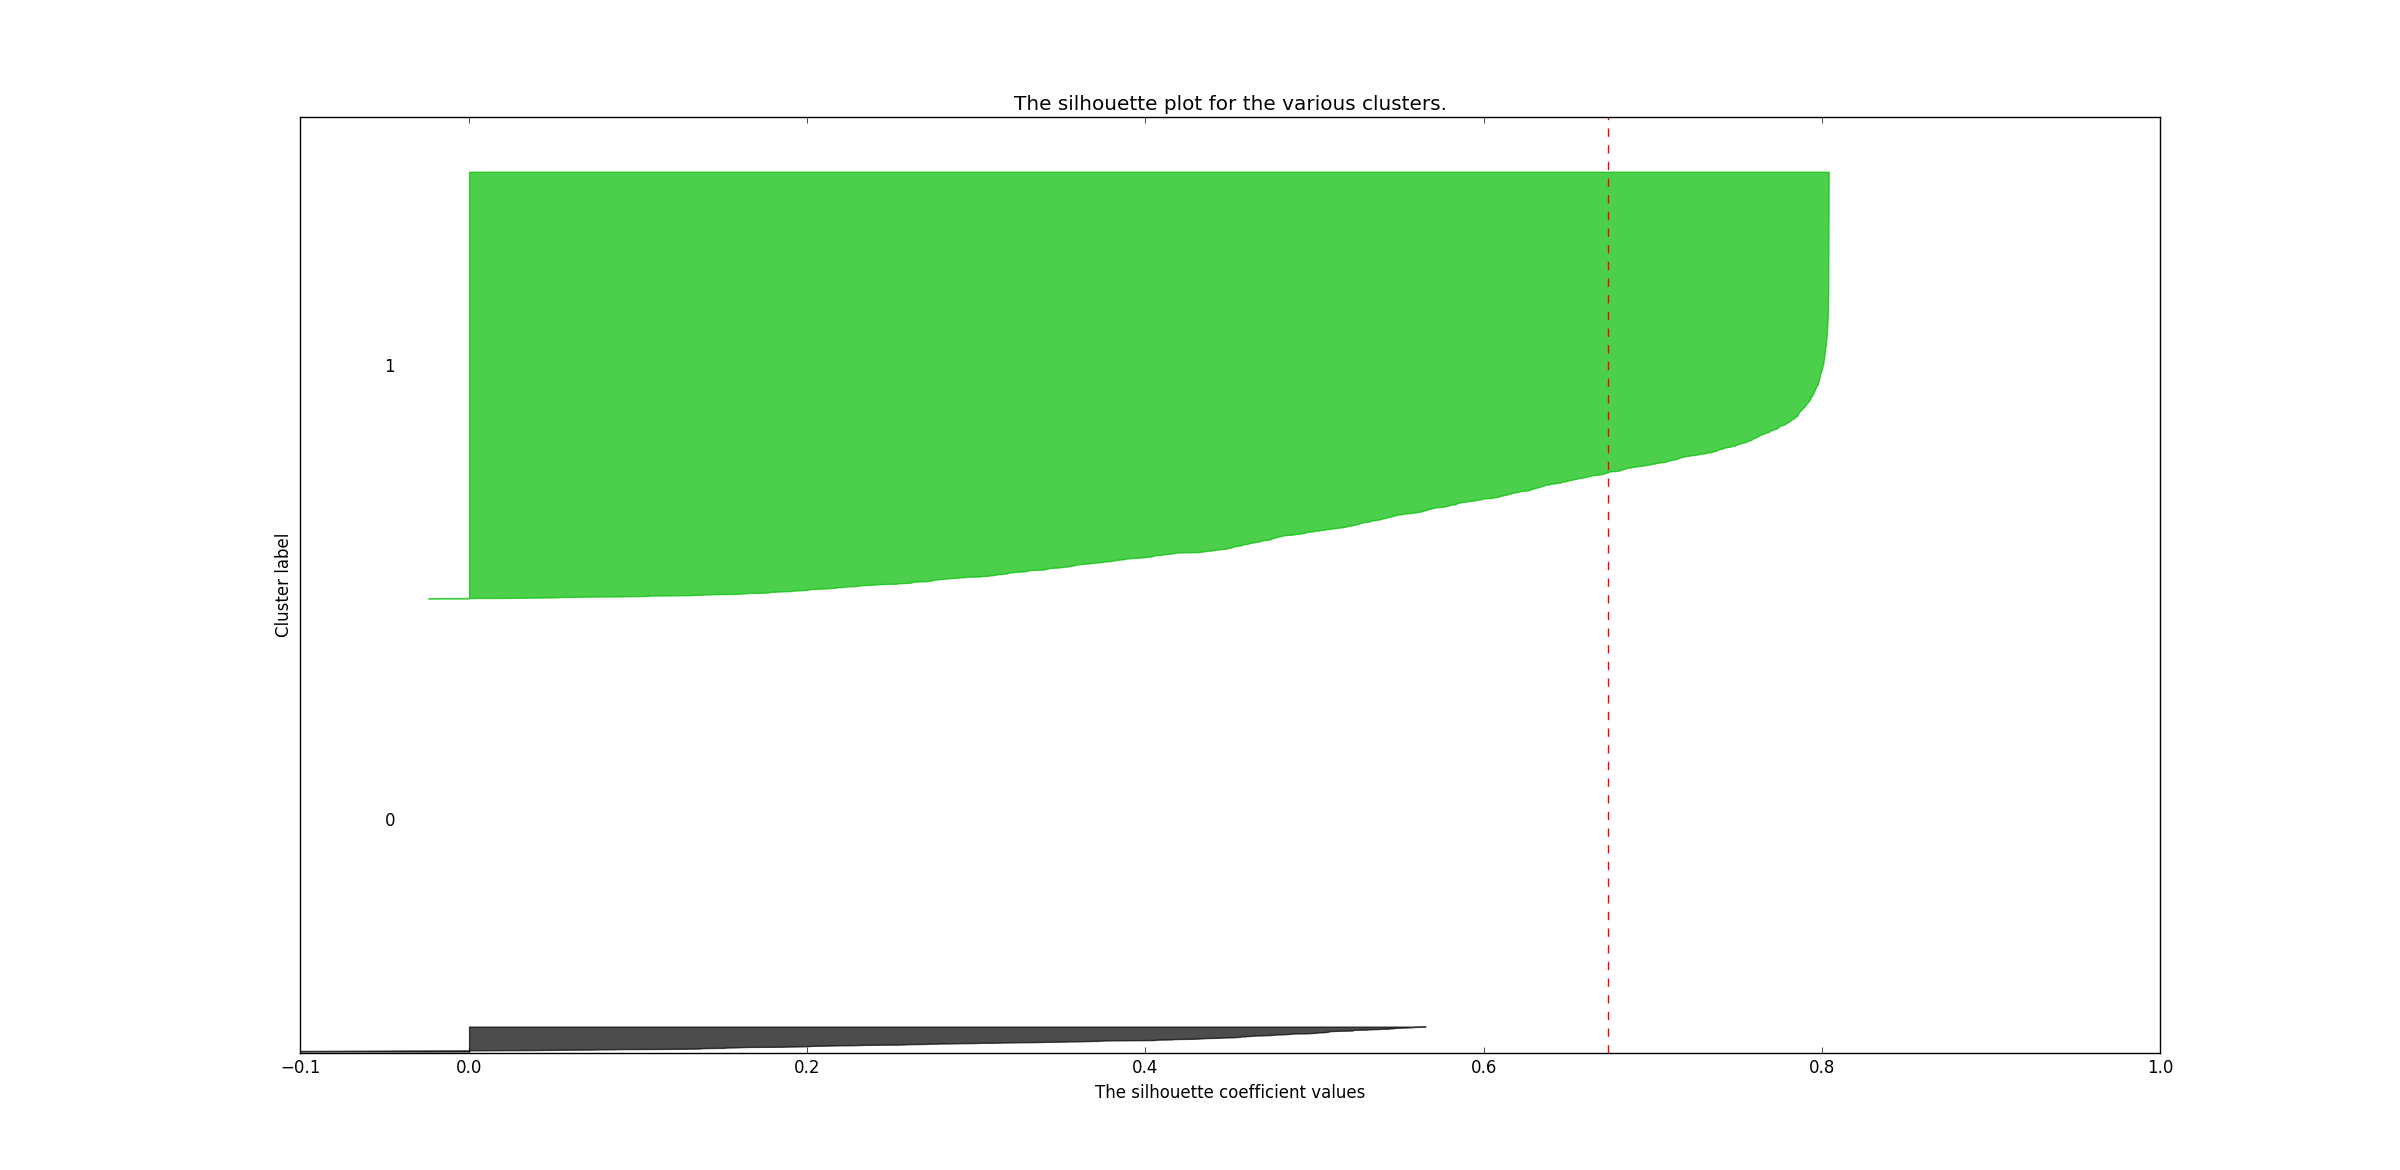 The silhouette plot for the various clusters.
1
Cluster label
0
−0.1 0.0 0.2 0.4 0.6 0.8 1.0
The silhouette coefficient values